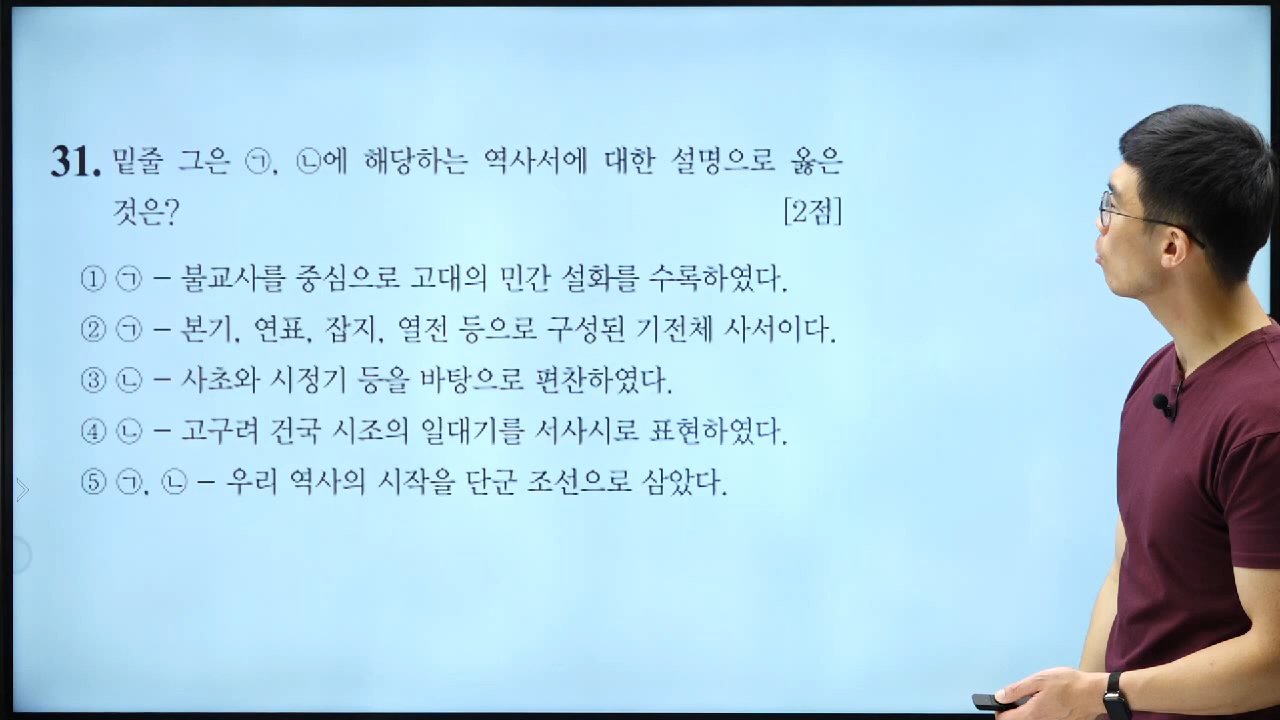 31. 밑줄 그은 ㉠, ㉡에 해당하는 역사서에 대한 설명으로 옳은
것은? [2점]
① ㉠ – 불교사를 중심으로 고대의 민간 설화를 수록하였다.
② ㉠ – 본기, 연표, 잡지, 열전 등으로 구성된 기전체 사서이다.
③ ㉡ – 사초와 시정기 등을 바탕으로 편찬하였다.
④ ㉡ – 고구려 건국 시조의 일대기를 서사시로 표현하였다.
⑤ ㉠, ㉡ – 우리 역사의 시작을 단군 조선으로 삼았다.